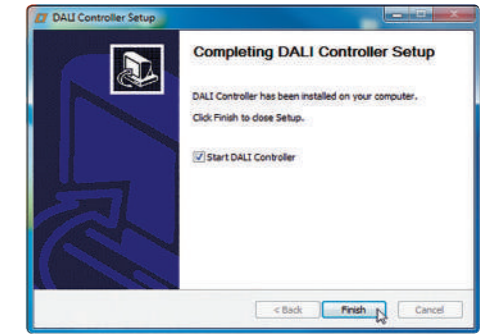 DALI Controller Setup
Completing DALI Controller Setup
DALI Controller has been installed on your computer.
Click Finish to close Setup.
Start DALI Controller
< Back
Finish
Cancel